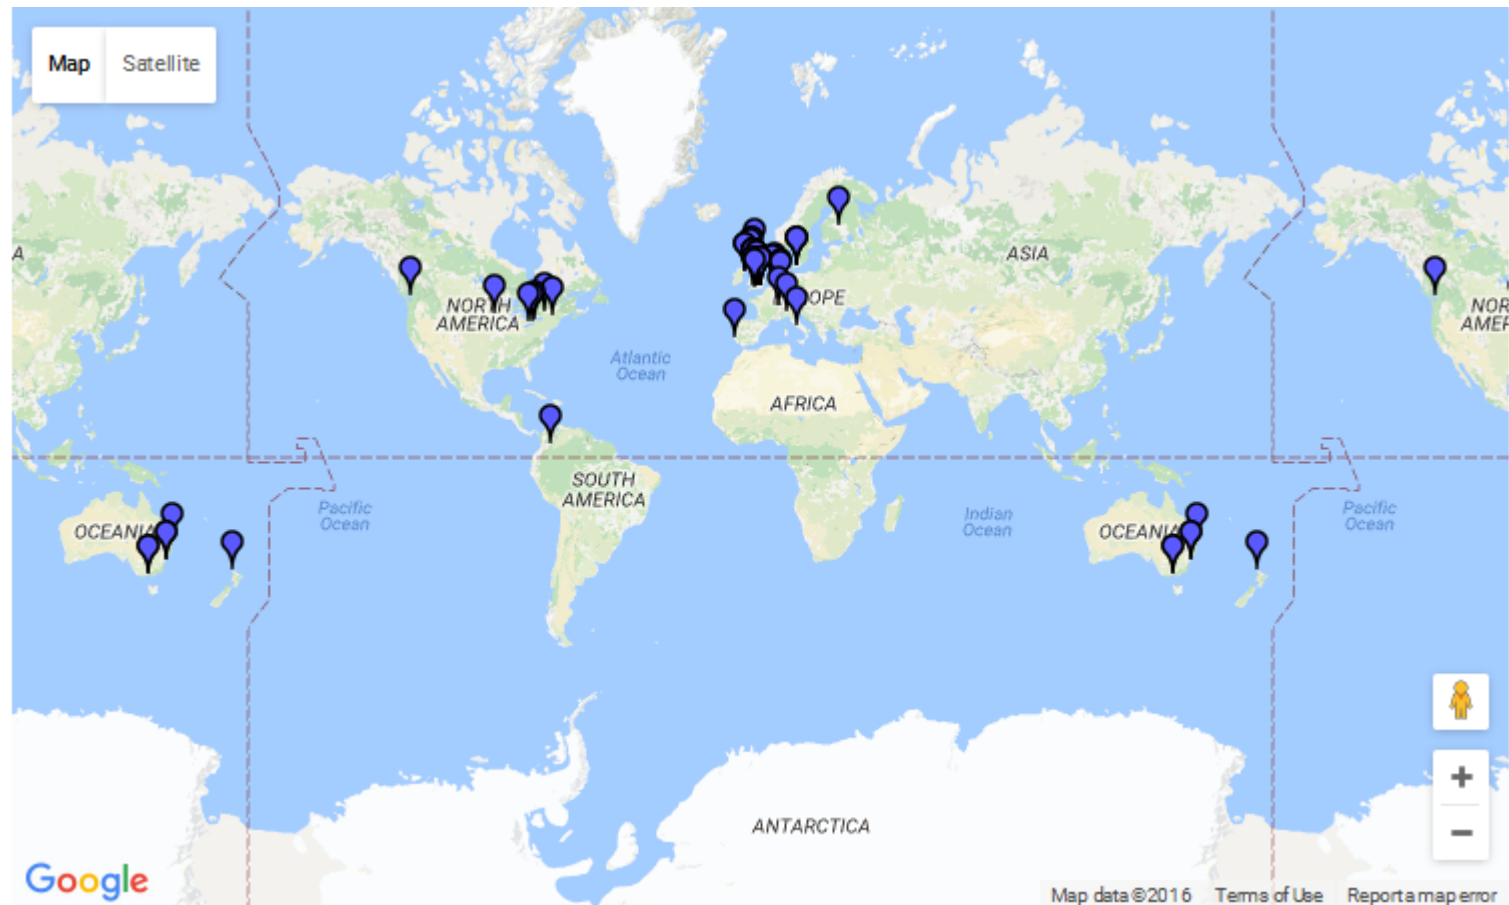 Map Satellite
A
ASIA
NORTH
AMERICA
EUROPE
NOR
AMER
Atlantic
Ocean
AFRICA
SOUTH
AMERICA
Pacific
Ocean
Indian
Ocean
Pacific
Ocean
OCEANIA
OCEANIA
ANTARCTICA
Google
Map data ©2016 Terms of Use Report a map error